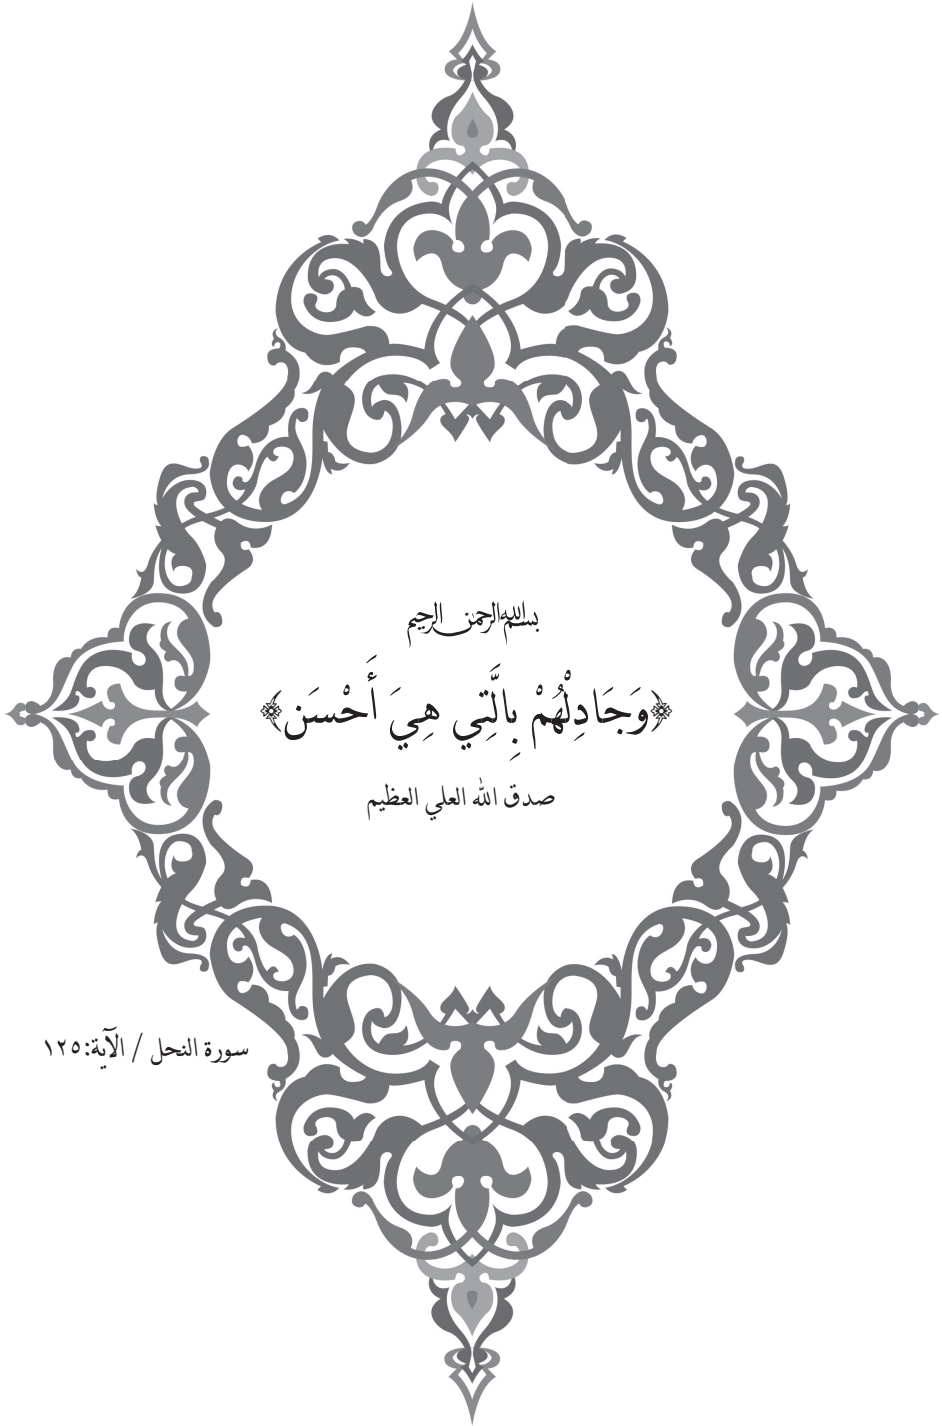 بسم الله الرحمن الرحيم
﴿وَجَادِلْهُمْ بِالَّتِي هِيَ أَحْسَن﴾
صدق الله العلي العظيم
سورة النحل / الآية:١٢٥